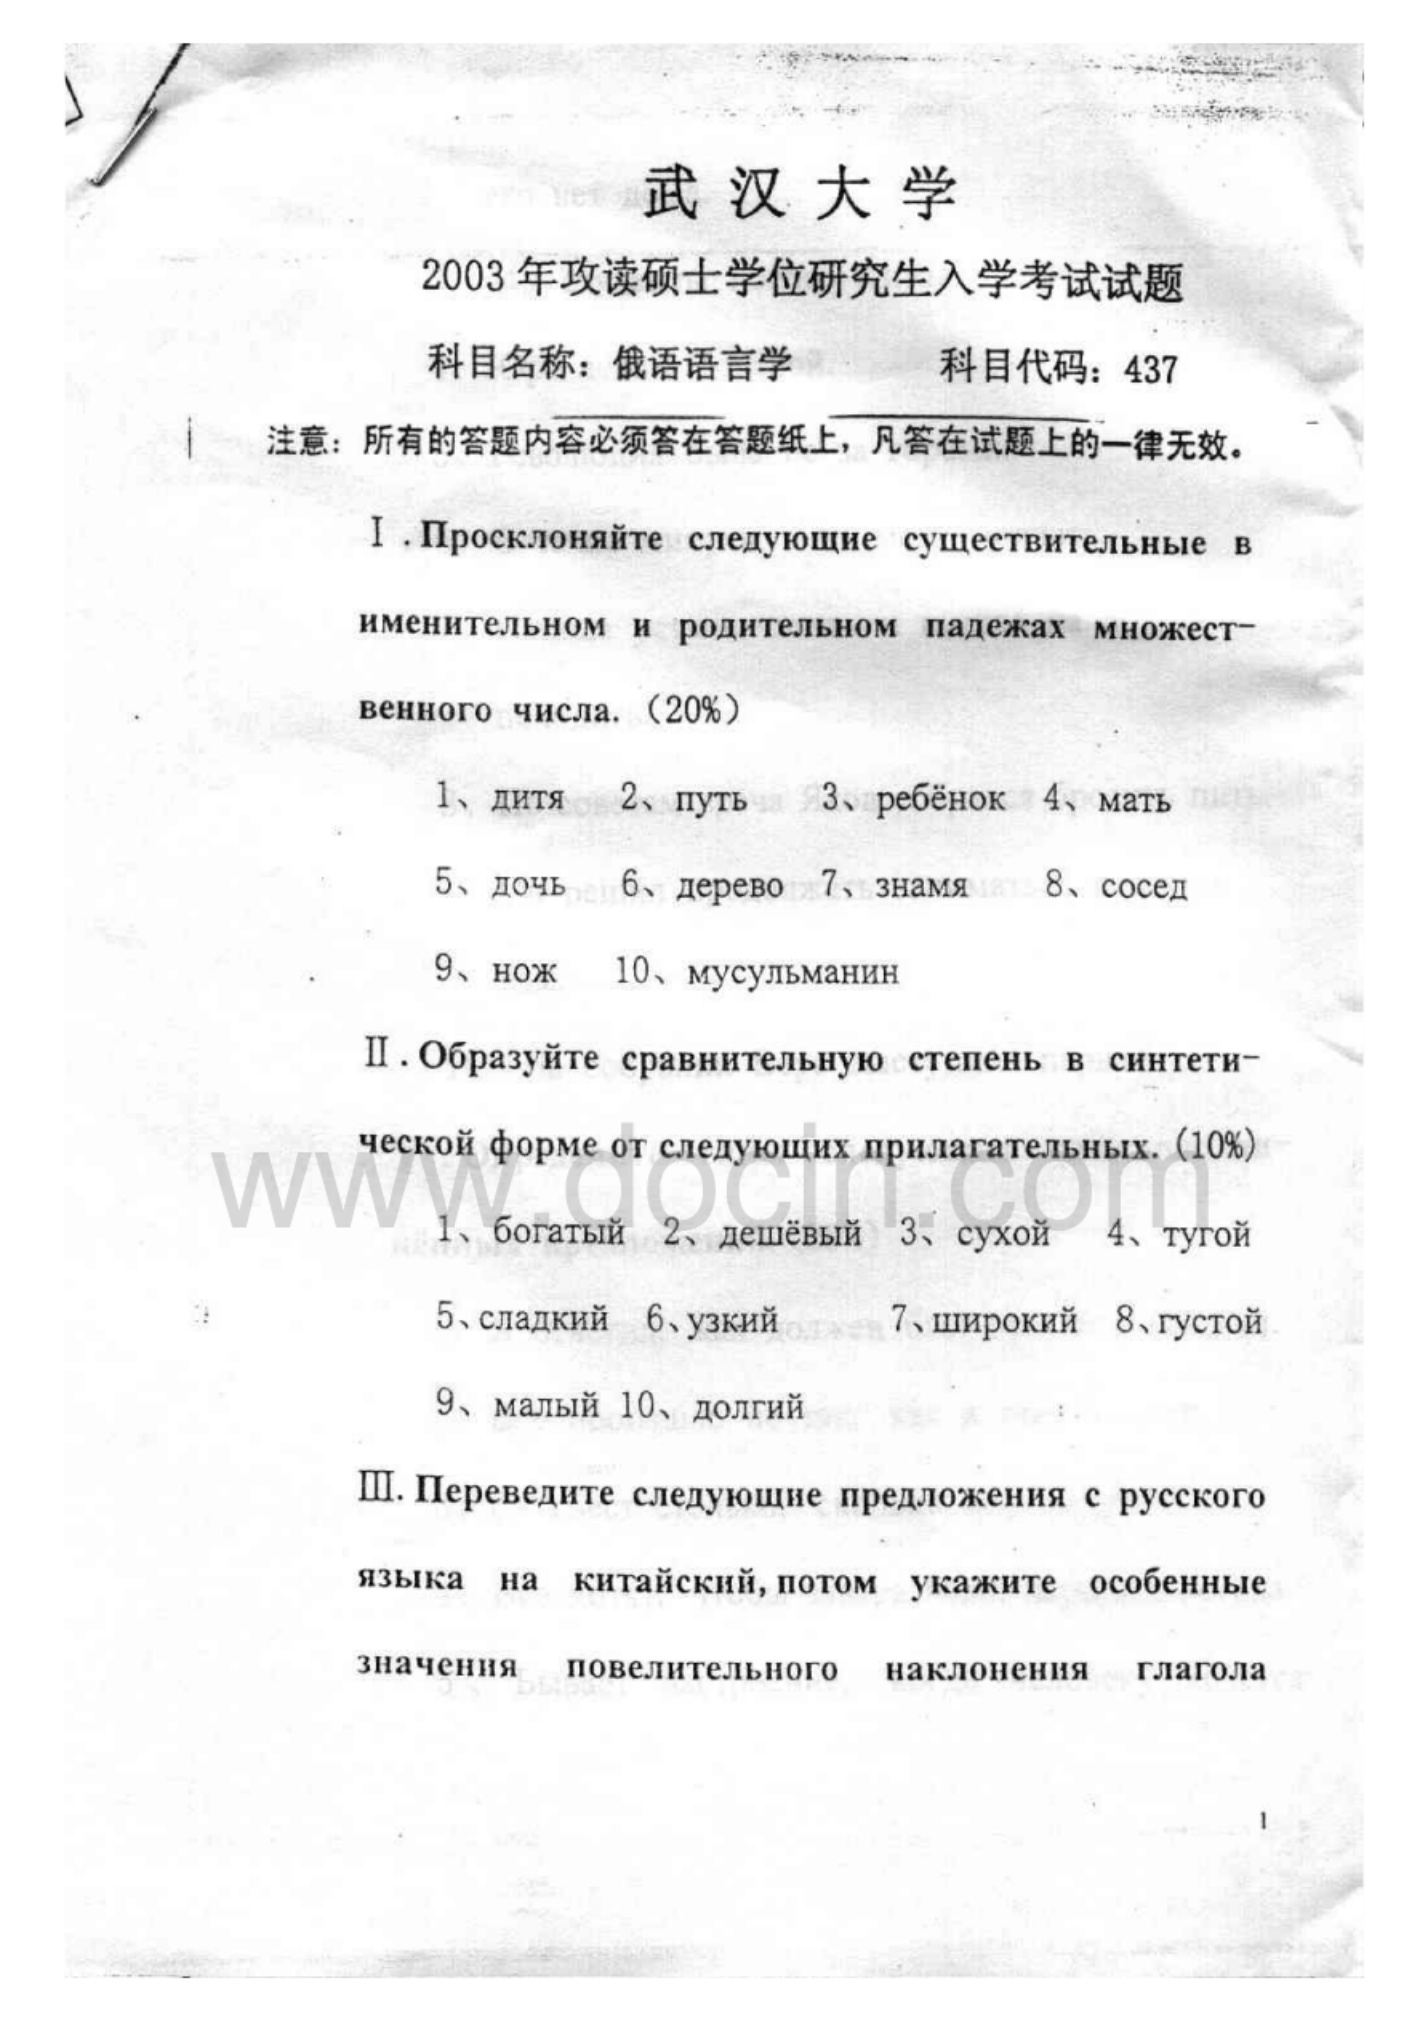 武汉大学
2003年攻读硕士学位研究生入学考试试题
科目名称：俄语语言学 科目代码：437
注意：所有的答题内容必须答在答题纸上，凡答在试题上的一律无效。
Ⅰ.Просклоняйте следующие существительные в
именительном и родительном падежах множест-
венного числа.（20%）
1、дитя 2、путь 3、ребёнок 4、мать
5、дочь 6、дерево 7、знамя 8、сосед
9、нож 10、мусульманин
Ⅱ.Образуйте сравнительную степень в синтети-
ческой форме от следующих прилагательных.(10%)
www.docin.com
1、богатый 2、дешёвый 3、сухой 4、тугой
5、сладкий 6、узкий 7、широкий 8、густой
9、малый 10、долгий
Ⅲ.Переведите следующие предложения с русского
языка на китайский,потом укажите особенные
значения повелительного наклонения глагола
1